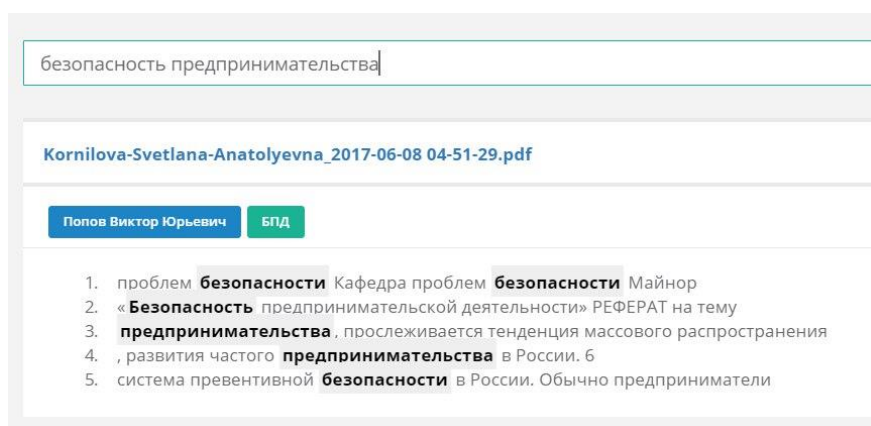 безопасность предпринимательства
Kornilova-Svetlana-Anatolyevna_2017-06-08 04-51-29.pdf
Попов Виктор Юрьевич БПД
1. проблем безопасности Кафедра проблем безопасности Майнор
2. «Безопасность предпринимательской деятельности» РЕФЕРАТ на тему
3. предпринимательства, прослеживается тенденция массового распространения
4. , развития частого предпринимательства в России. 6
5. система превентивной безопасности в России. Обычно предприниматели